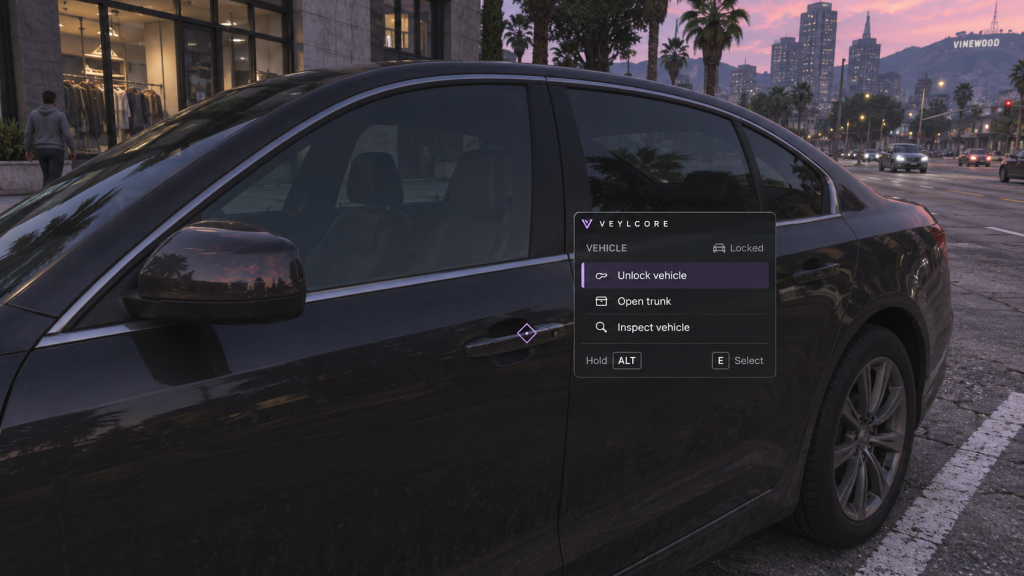 VINEWOOD
VEYLCORE
VEHICLE Locked
Unlock vehicle
Open trunk
Inspect vehicle
Hold ALT E Select